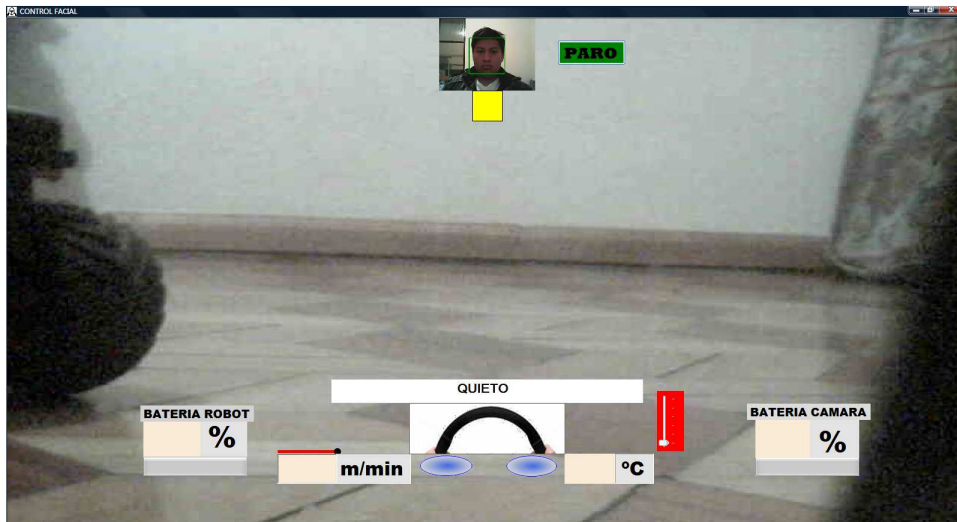 CONTROL FACIAL
PARO
QUIETO
BATERIA ROBOT
%
m/min
ºC
BATERIA CAMARA
%